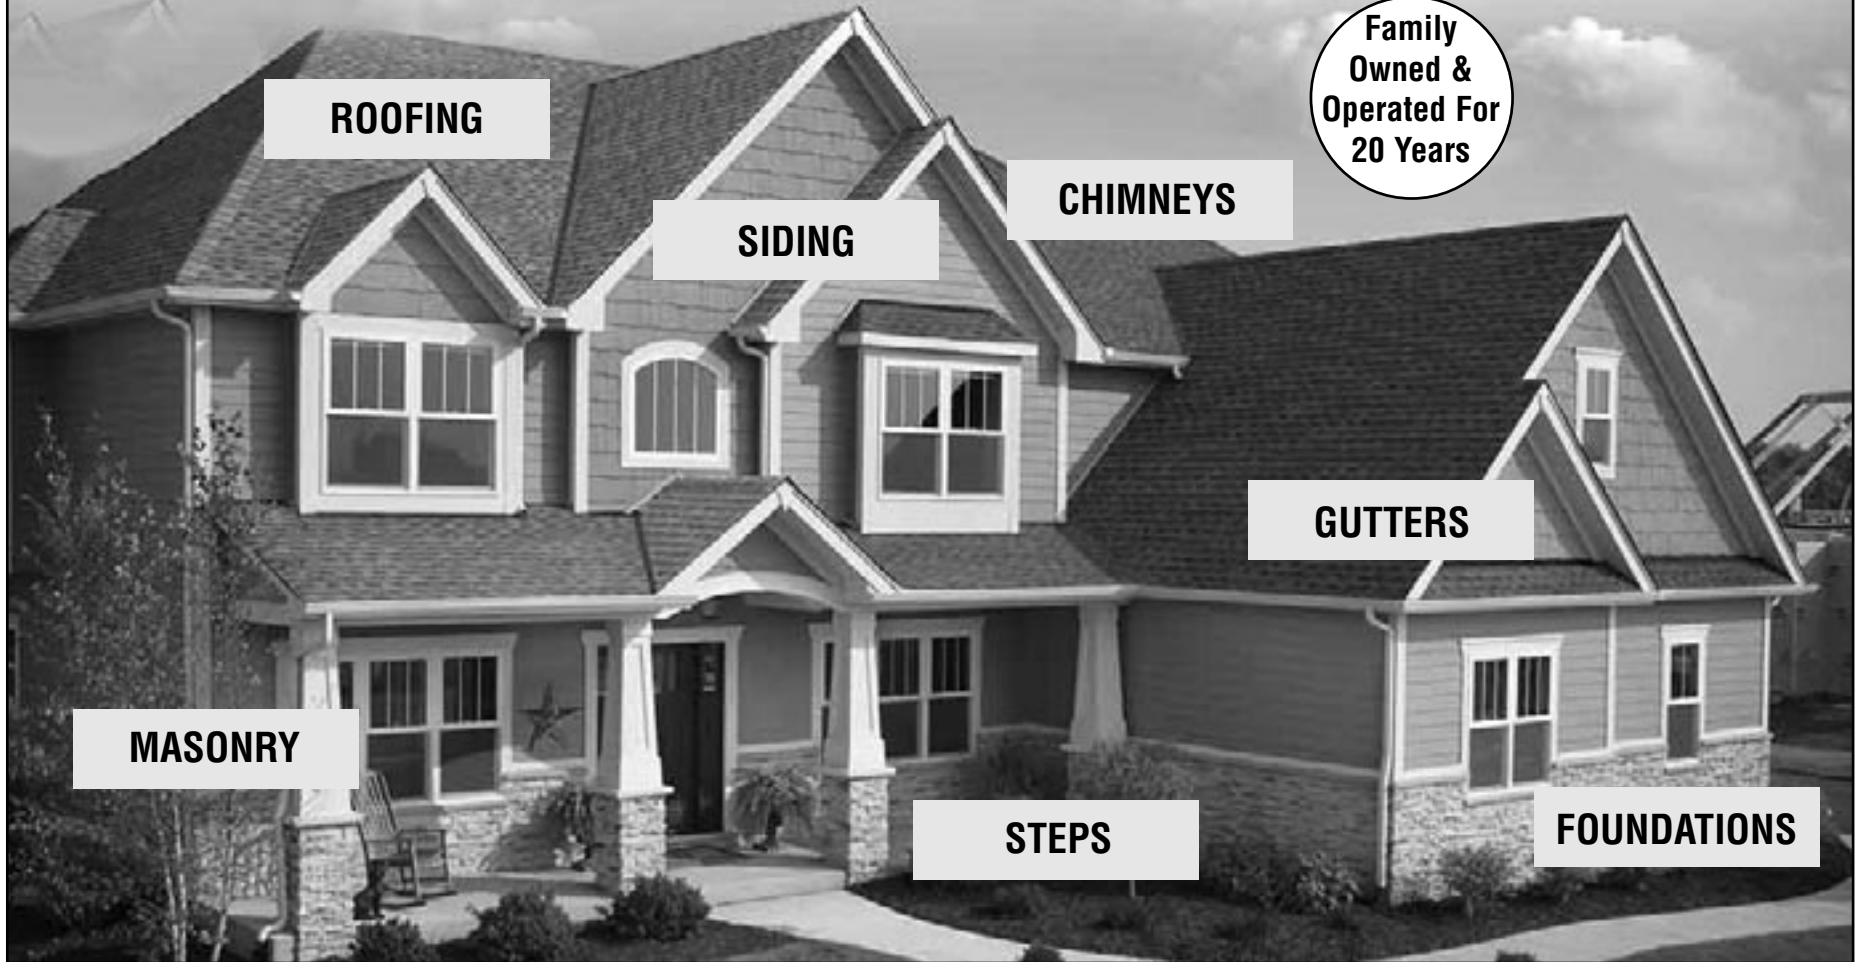 Family
Owned &
Operated For
20 Years
ROOFING
CHIMNEYS
SIDING
GUTTERS
MASONRY
STEPS
FOUNDATIONS